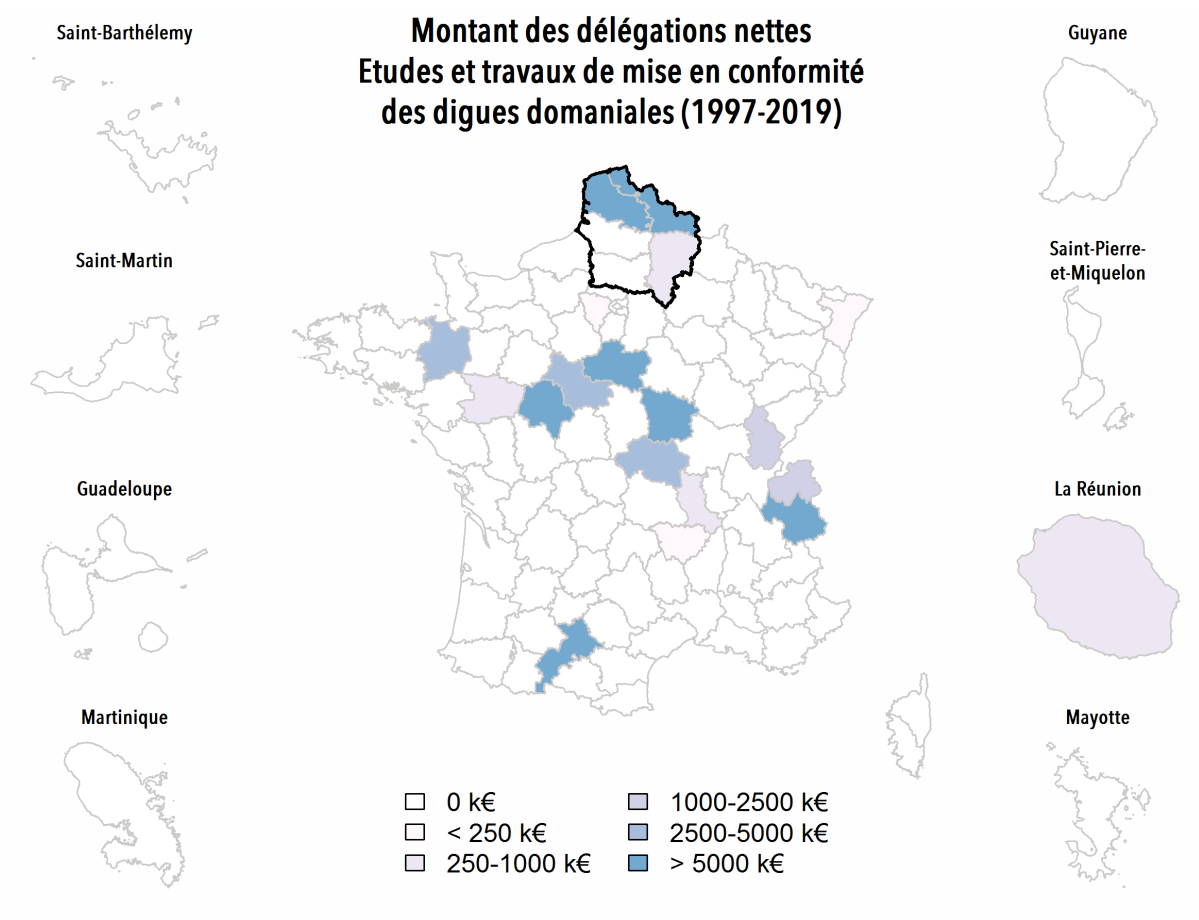 Montant des délégations nettes
Etudes et travaux de mise en conformité
des digues domaniales (1997-2019)
Saint-Barthélemy
Guyane
Saint-Martin
Saint-Pierre-
et-Miquelon
Guadeloupe
La Réunion
Martinique
Mayotte
0 k€
< 250 k€
250-1000 k€
1000-2500 k€
2500-5000 k€
> 5000 k€